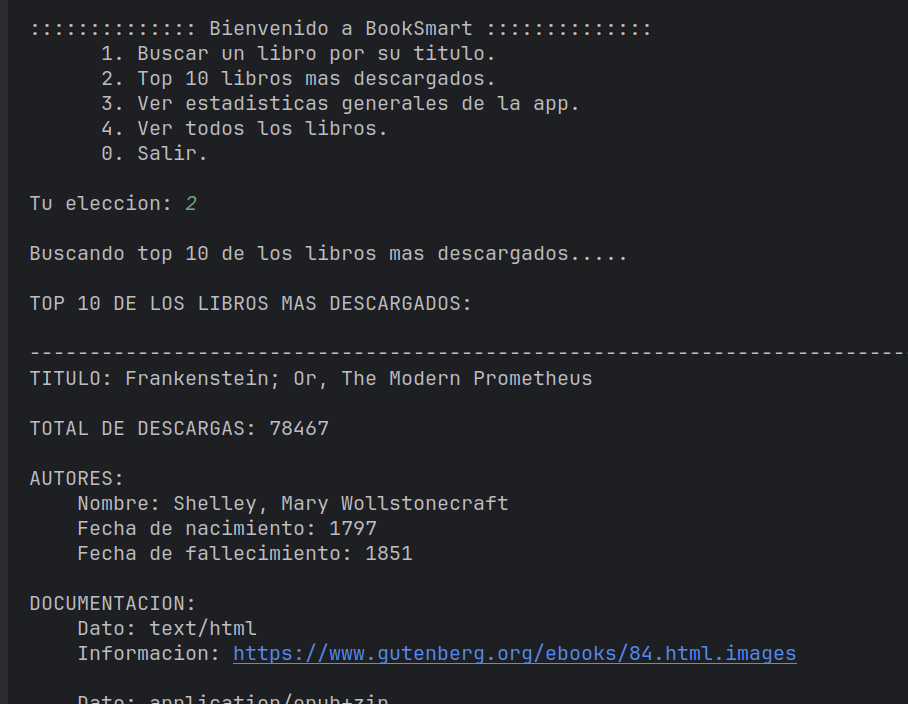 :::::::::::::: Bienvenido a BookSmart ::::::::::::::
1. Buscar un libro por su titulo.
2. Top 10 libros mas descargados.
3. Ver estadisticas generales de la app.
4. Ver todos los libros.
0. Salir.
Tu eleccion: 2
Buscando top 10 de los libros mas descargados.....
TOP 10 DE LOS LIBROS MAS DESCARGADOS:
-------------------------------------------------------------------------
TITULO: Frankenstein; Or, The Modern Prometheus
TOTAL DE DESCARGAS: 78467
AUTORES:
Nombre: Shelley, Mary Wollstonecraft
Fecha de nacimiento: 1797
Fecha de fallecimiento: 1851
DOCUMENTACION:
Dato: text/html
Informacion: https://www.gutenberg.org/ebooks/84.html.images
Dato: application/epub+zip